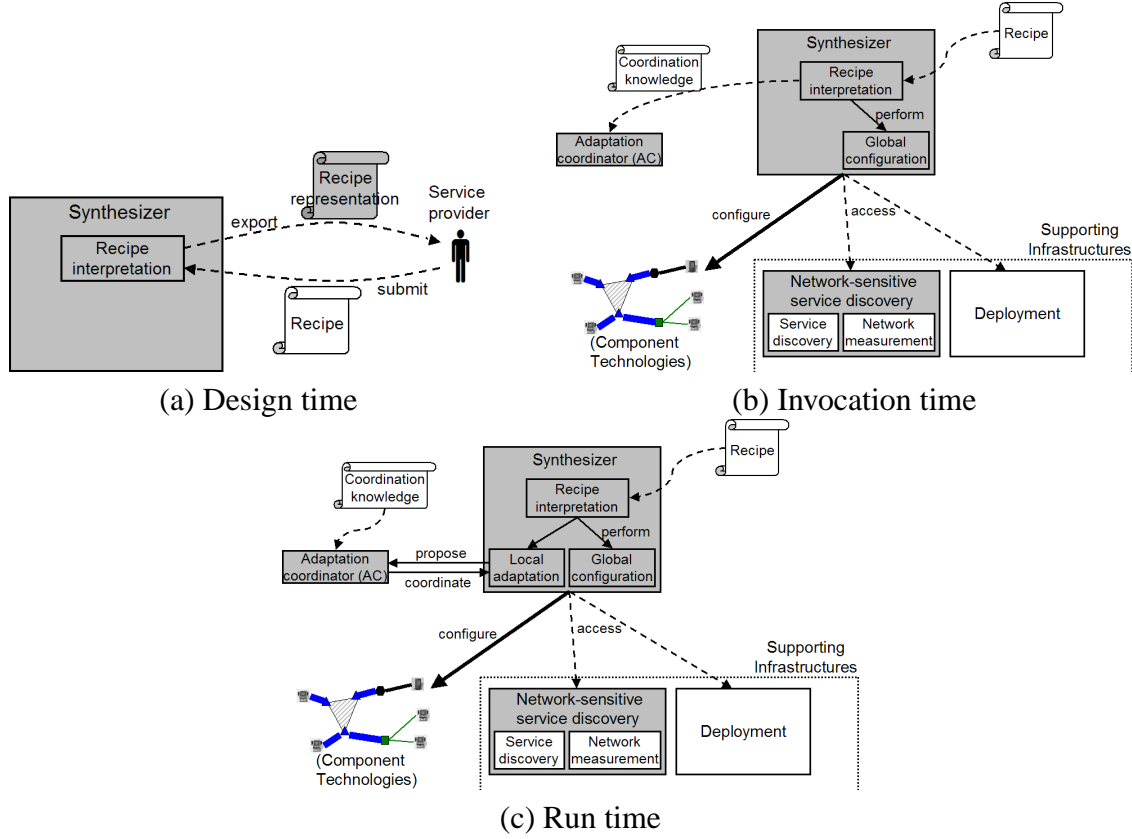 Recipe
representation
Synthesizer
Service
provider
export
Recipe
interpretation
submit
Recipe
(a) Design time
Recipe
Synthesizer
Coordination
knowledge
Recipe
interpretation
perform
Adaptation
coordinator (AC)
Global
configuration
configure
access
Supporting
Infrastructures
Network-sensitive
service discovery
Deployment
Service
discovery
Network
measurement
(Component
Technologies)
(b) Invocation time
Recipe
Synthesizer
Coordination
knowledge
Recipe
interpretation
perform
Adaptation
coordinator (AC)
propose
coordinate
Local
adaptation
Global
configuration
configure
access
Supporting
Infrastructures
Network-sensitive
service discovery
Deployment
Service
discovery
Network
measurement
(Component
Technologies)
(c) Run time